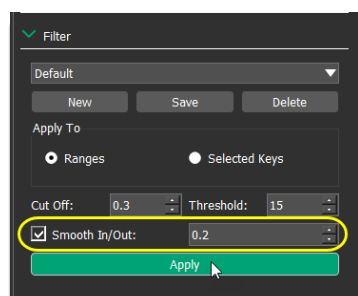 Filter
Default
New Save Delete
Apply To
Ranges Selected Keys
Cut Off: 0.3 Threshold: 15
Smooth In/Out: 0.2
Apply